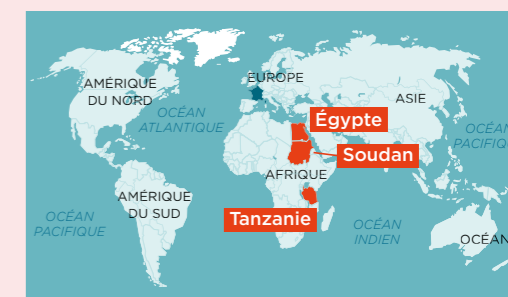 AMÉRIQUE
DU NORD
EUROPE
ASIE
OCÉAN
ATLANTIQUE
Égypte
OCÉAN
PACIFIQ
Soudan
AFRIQUE
AMÉRIQUE
DU SUD
Tanzanie
OCÉAN
PACIFIQUE
OCÉAN
INDIEN
OCÉAN